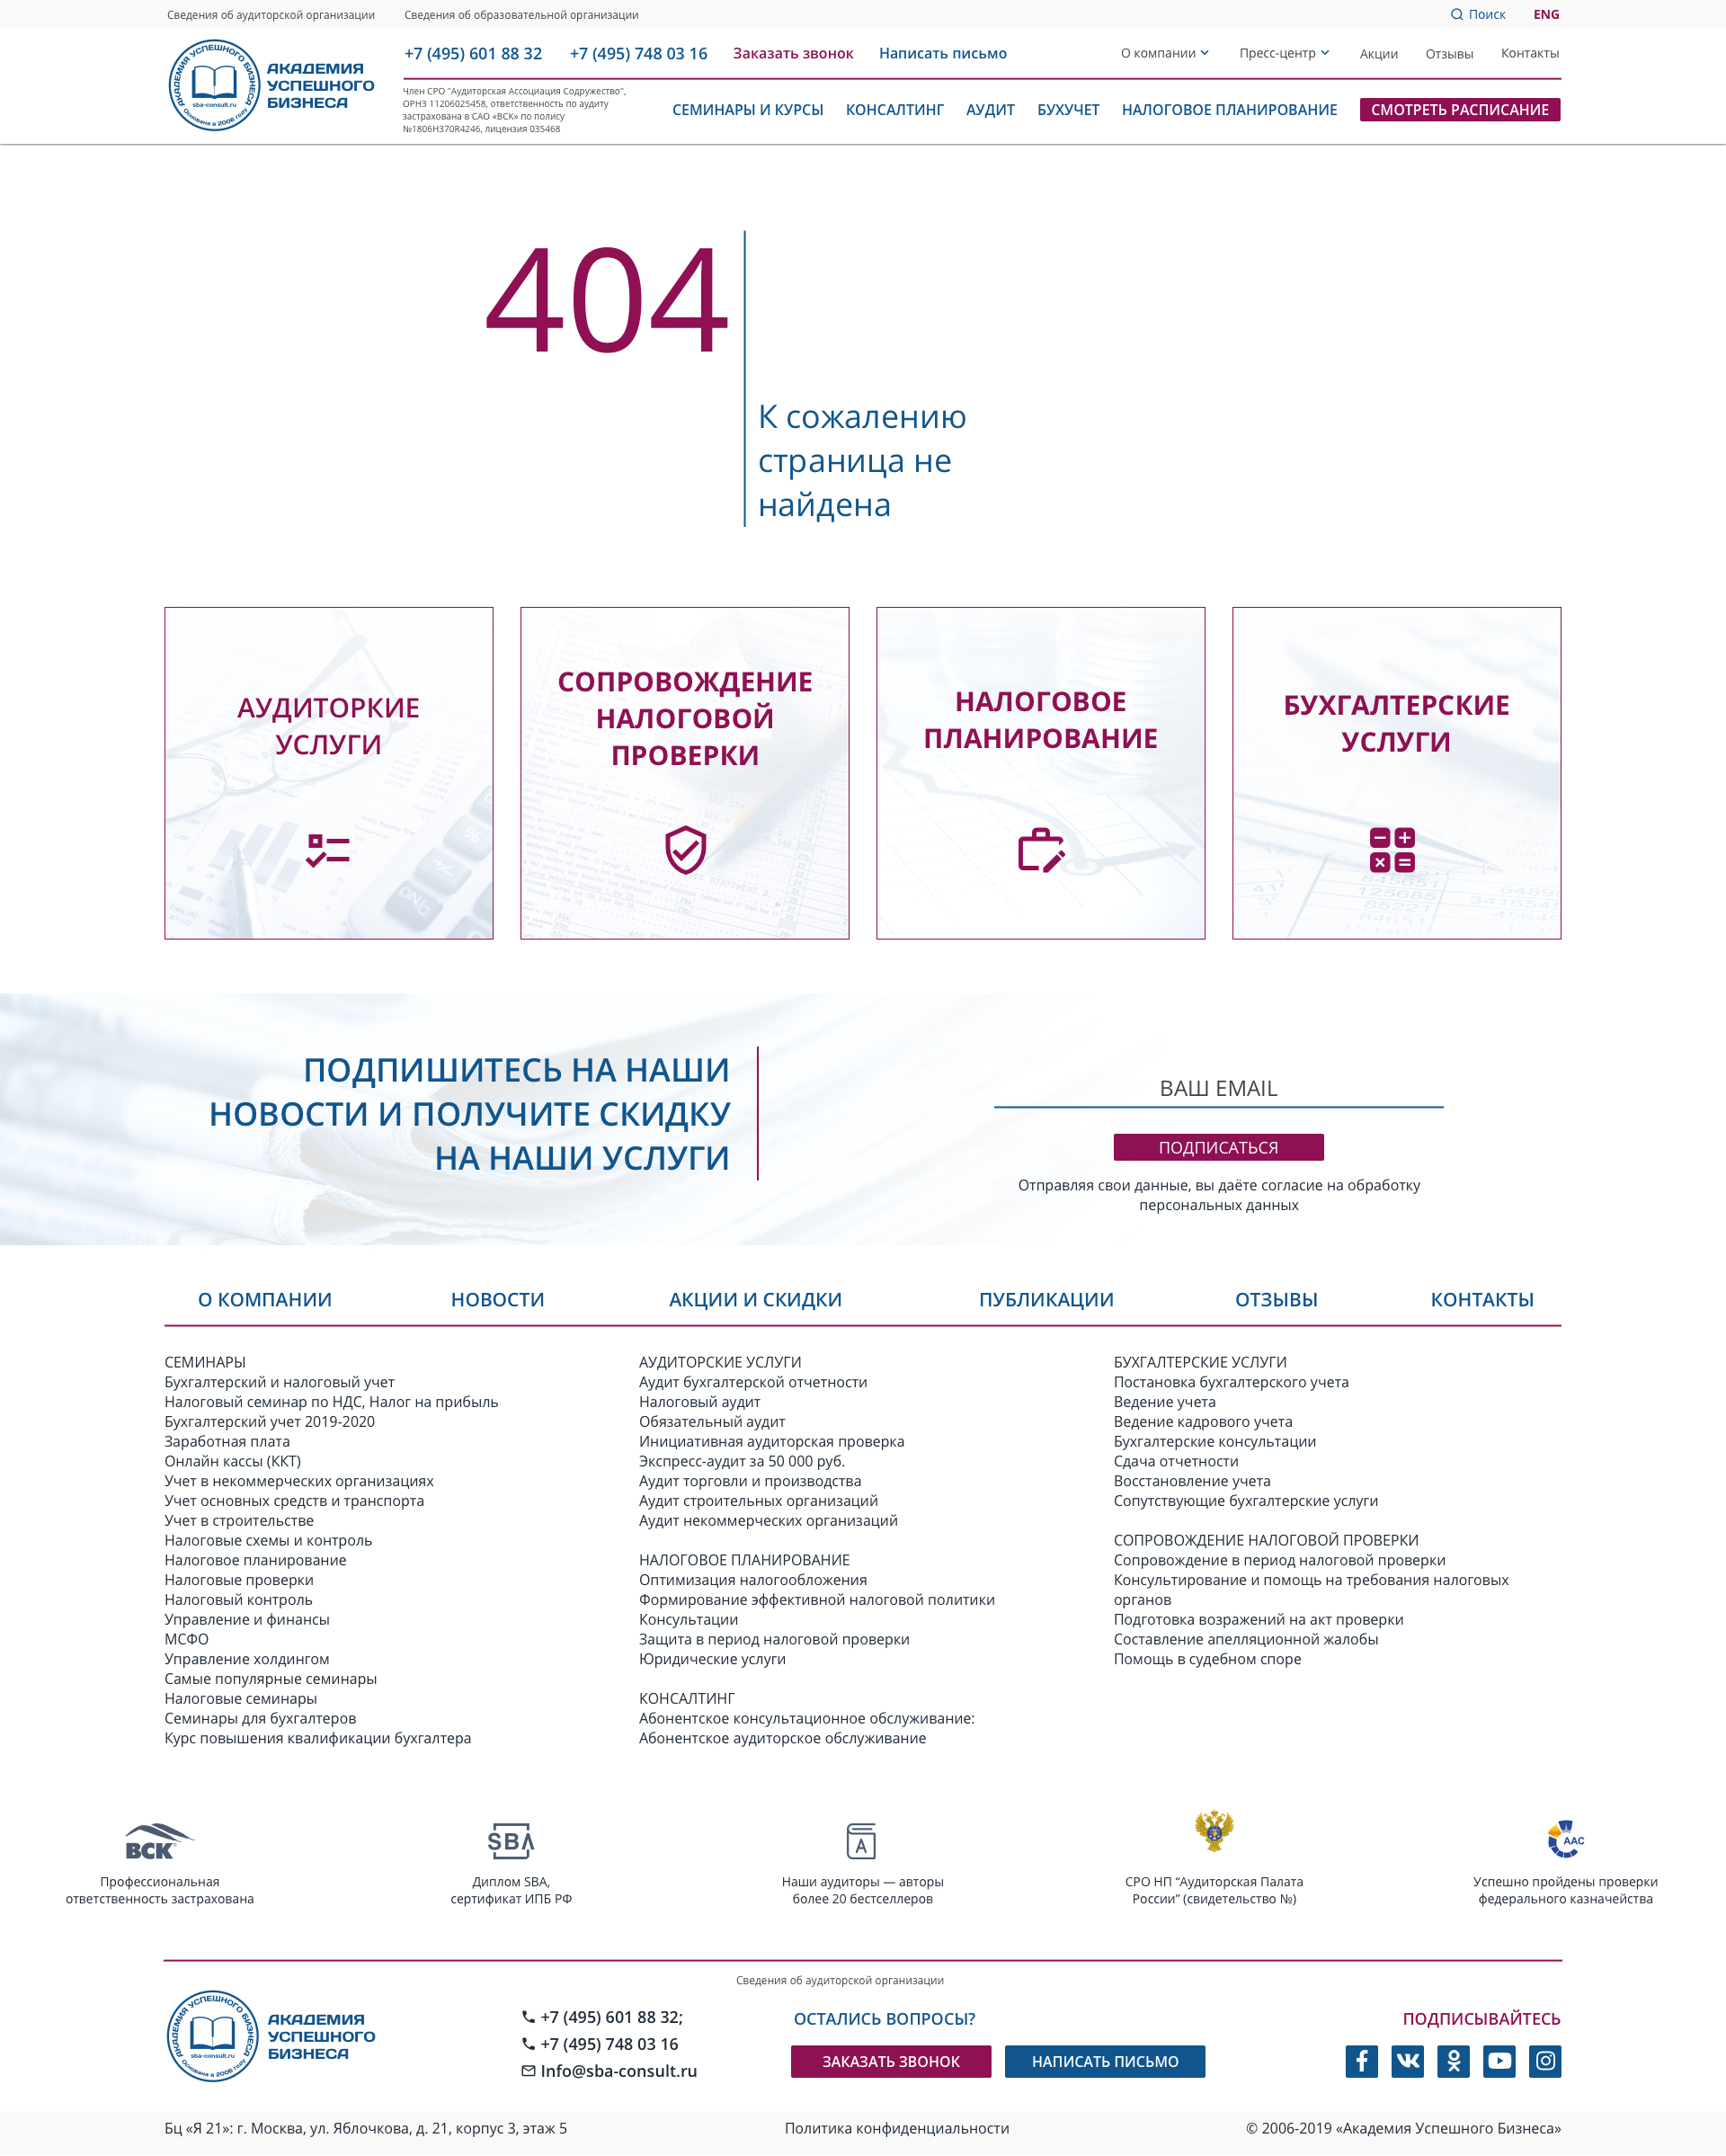 Сведения об аудиторской организации
Сведения об образовательной организации
Поиск
ENG
АКАДЕМИЯ УСПЕШНОГО БИЗНЕСА
sba-consult.ru
Основана в 2006 году
АКАДЕМИЯ
УСПЕШНОГО
БИЗНЕСА
+7 (495) 601 88 32
+7 (495) 748 03 16
Заказать звонок
Написать письмо
О компании
Пресс-центр
Акции
Отзывы
Контакты
Член СРО "Аудиторская Ассоциация Содружество",
ОРНЗ 11206025458, ответственность по аудиту
застрахована в САО «ВСК» по полису
№1806H370R4246, лицензия 035468
СЕМИНАРЫ И КУРСЫ
КОНСАЛТИНГ
АУДИТ
БУХУЧЕТ
НАЛОГОВОЕ ПЛАНИРОВАНИЕ
СМОТРЕТЬ РАСПИСАНИЕ
404
К сожалению
страница не
найдена
АУДИТОРКИЕ
УСЛУГИ
СОПРОВОЖДЕНИЕ
НАЛОГОВОЙ
ПРОВЕРКИ
НАЛОГОВОЕ
ПЛАНИРОВАНИЕ
БУХГАЛТЕРСКИЕ
УСЛУГИ
ПОДПИШИТЕСЬ НА НАШИ
НОВОСТИ И ПОЛУЧИТЕ СКИДКУ
НА НАШИ УСЛУГИ
ВАШ EMAIL
ПОДПИСАТЬСЯ
Отправляя свои данные, вы даёте согласие на обработку
персональных данных
О КОМПАНИИ
НОВОСТИ
АКЦИИ И СКИДКИ
ПУБЛИКАЦИИ
ОТЗЫВЫ
КОНТАКТЫ
СЕМИНАРЫ
Бухгалтерский и налоговый учет
Налоговый семинар по НДС, Налог на прибыль
Бухгалтерский учет 2019-2020
Заработная плата
Онлайн кассы (ККТ)
Учет в некоммерческих организациях
Учет основных средств и транспорта
Учет в строительстве
Налоговые схемы и контроль
Налоговое планирование
Налоговые проверки
Налоговый контроль
Управление и финансы
МСФО
Управление холдингом
Самые популярные семинары
Налоговые семинары
Семинары для бухгалтеров
Курс повышения квалификации бухгалтера
АУДИТОРСКИЕ УСЛУГИ
Аудит бухгалтерской отчетности
Налоговый аудит
Обязательный аудит
Инициативная аудиторская проверка
Экспресс-аудит за 50 000 руб.
Аудит торговли и производства
Аудит строительных организаций
Аудит некоммерческих организаций
НАЛОГОВОЕ ПЛАНИРОВАНИЕ
Оптимизация налогообложения
Формирование эффективной налоговой политики
Консультации
Защита в период налоговой проверки
Юридические услуги
КОНСАЛТИНГ
Абонентское консультационное обслуживание:
Абонентское аудиторское обслуживание
БУХГАЛТЕРСКИЕ УСЛУГИ
Постановка бухгалтерского учета
Ведение учета
Ведение кадрового учета
Бухгалтерские консультации
Сдача отчетности
Восстановление учета
Сопутствующие бухгалтерские услуги
СОПРОВОЖДЕНИЕ НАЛОГОВОЙ ПРОВЕРКИ
Сопровождение в период налоговой проверки
Консультирование и помощь на требования налоговых
органов
Подготовка возражений на акт проверки
Составление апелляционной жалобы
Помощь в судебном споре
ВСК
Профессиональная
ответственность застрахована
SBA
Диплом SBA,
сертификат ИПБ РФ
A
Наши аудиторы — авторы
более 20 бестселлеров
СРО НП “Аудиторская Палата
России” (свидетельство №)
ААС
Успешно пройдены проверки
федерального казначейства
Сведения об аудиторской организации
АКАДЕМИЯ УСПЕШНОГО БИЗНЕСА
sba-consult.ru
Основана в 2006 году
АКАДЕМИЯ
УСПЕШНОГО
БИЗНЕСА
+7 (495) 601 88 32;
+7 (495) 748 03 16
Info@sba-consult.ru
ОСТАЛИСЬ ВОПРОСЫ?
ЗАКАЗАТЬ ЗВОНОК
НАПИСАТЬ ПИСЬМО
ПОДПИСЫВАЙТЕСЬ
Бц «Я 21»: г. Москва, ул. Яблочкова, д. 21, корпус 3, этаж 5
Политика конфиденциальности
© 2006-2019 «Академия Успешного Бизнеса»